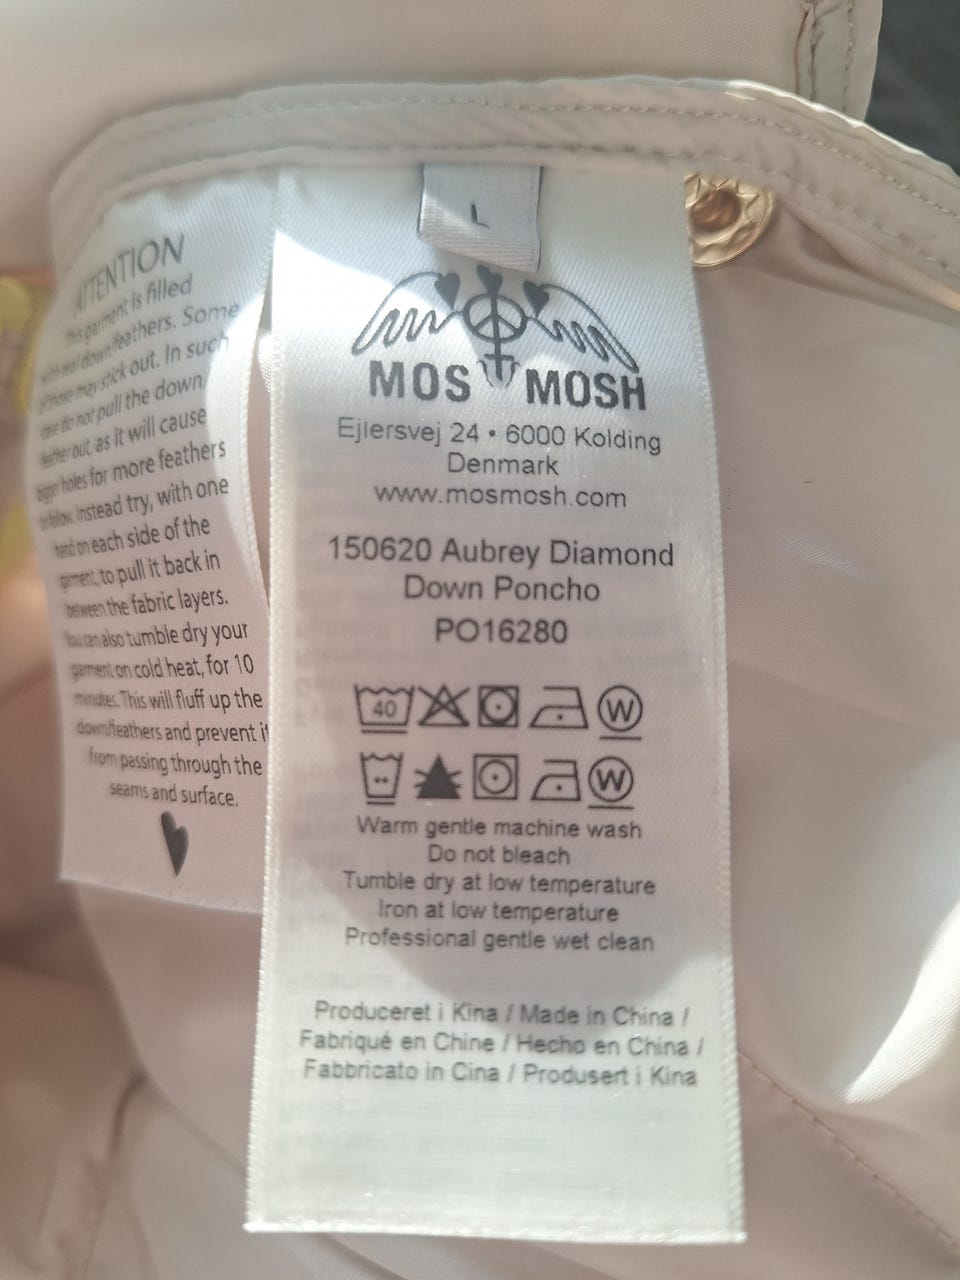 ATTENTION
This garment is filled
with real down/feathers. Some
of those may stick out. In such
case do not pull the down/
feather out, as it will cause
bigger holes for more feathers
to follow. Instead try, with one
hand on each side of the
garment, to pull it back in
between the fabric layers.
You can also tumble dry your
garment on cold heat, for 10
minutes. This will fluff up the
down/feathers and prevent it
from passing through the
seams and surface.
L
MOS MOSH
Ejlersvej 24 • 6000 Kolding
Denmark
www.mosmosh.com
150620 Aubrey Diamond
Down Poncho
PO16280
40 W
W
Warm gentle machine wash
Do not bleach
Tumble dry at low temperature
Iron at low temperature
Professional gentle wet clean
Produceret i Kina / Made in China /
Fabriqué en Chine / Hecho en China /
Fabbricato in Cina / Produsert i Kina